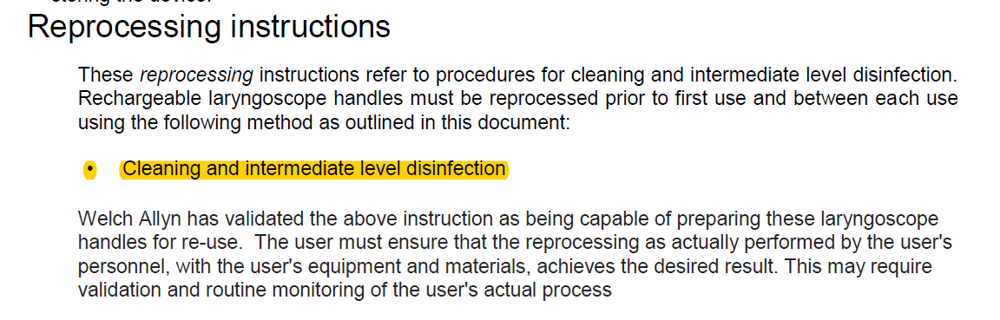 storing the device.
Reprocessing instructions
These reprocessing instructions refer to procedures for cleaning and intermediate level disinfection.
Rechargeable laryngoscope handles must be reprocessed prior to first use and between each use
using the following method as outlined in this document:
• Cleaning and intermediate level disinfection
Welch Allyn has validated the above instruction as being capable of preparing these laryngoscope
handles for re-use.  The user must ensure that the reprocessing as actually performed by the user's
personnel, with the user's equipment and materials, achieves the desired result. This may require
validation and routine monitoring of the user's actual process